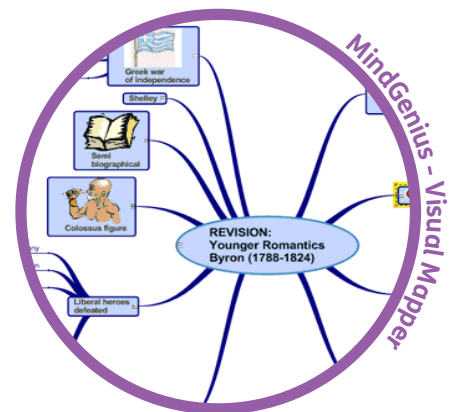 Greek war
of independence
Shelley
Semi
biographical
Colossus figure
REVISION:
Younger Romantics
Byron (1788-1824)
Liberal heroes
defeated
MindGenius - Visual Mapper